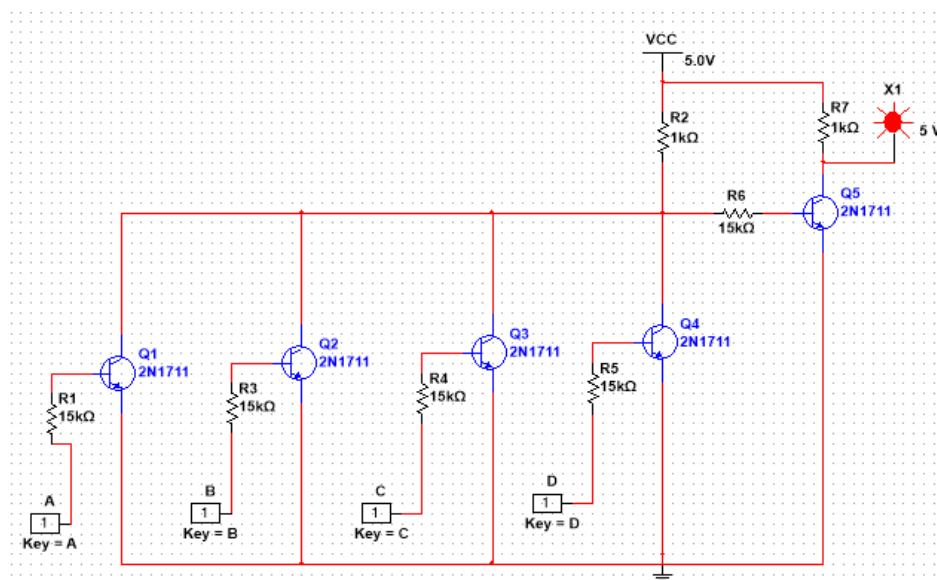 VCC
5.0V
X1
R7
1kΩ
5 V
R2
1kΩ
R6
15kΩ
Q5
2N1711
Q1
2N1711
Q2
2N1711
Q3
2N1711
Q4
2N1711
R1
15kΩ
R3
15kΩ
R4
15kΩ
R5
15kΩ
A
1
Key = A
B
1
Key = B
C
1
Key = C
D
1
Key = D